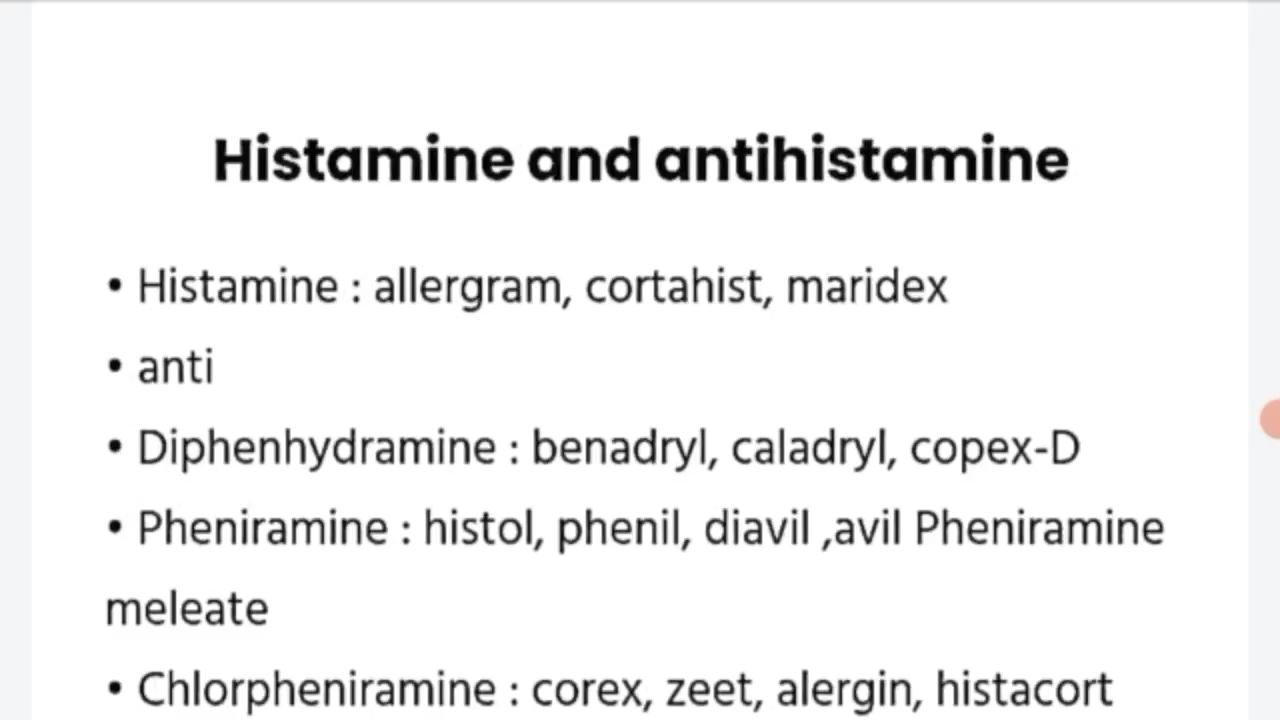 Histamine and antihistamine
• Histamine : allergram, cortahist, maridex
• anti
• Diphenhydramine : benadryl, caladryl, copex-D
• Pheniramine : histol, phenil, diavil ,avil Pheniramine
meleate
• Chlorpheniramine : corex, zeet, alergin, histacort